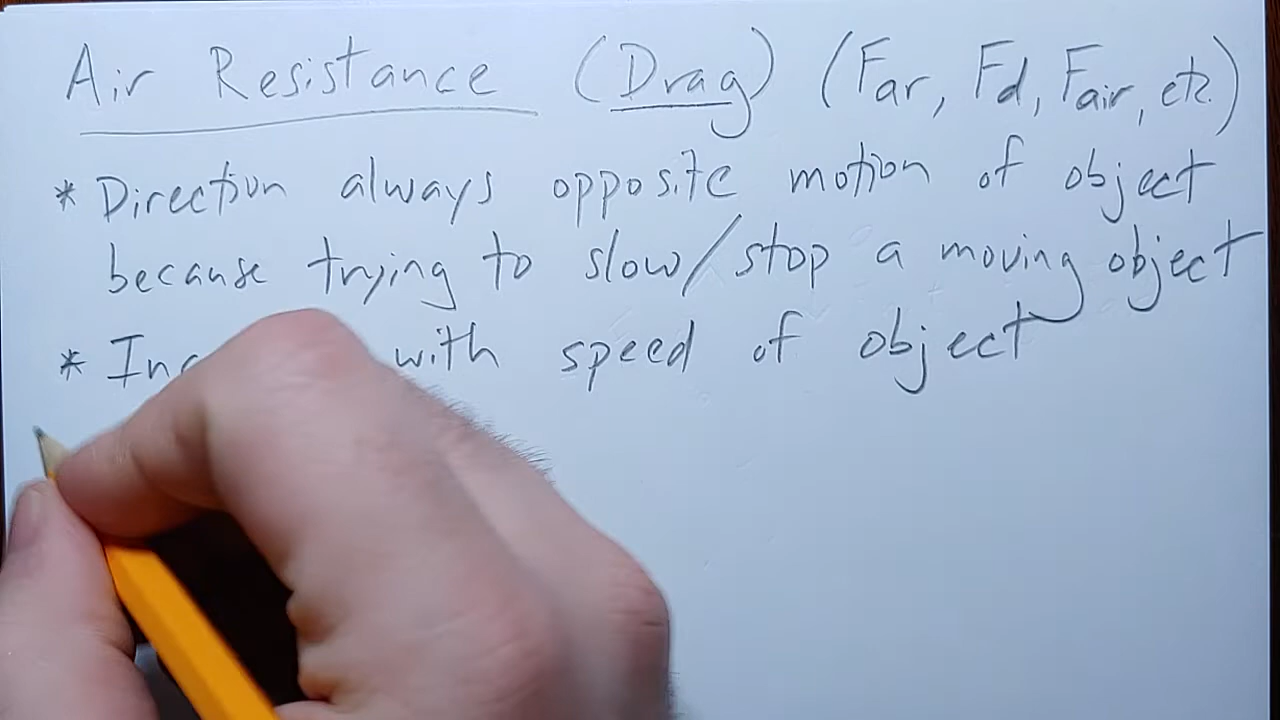 Air Resistance (Drag) (Far, Fd, Fair, etc.)
* Direction always opposite motion of object
because trying to slow/stop a moving object
* with speed of object